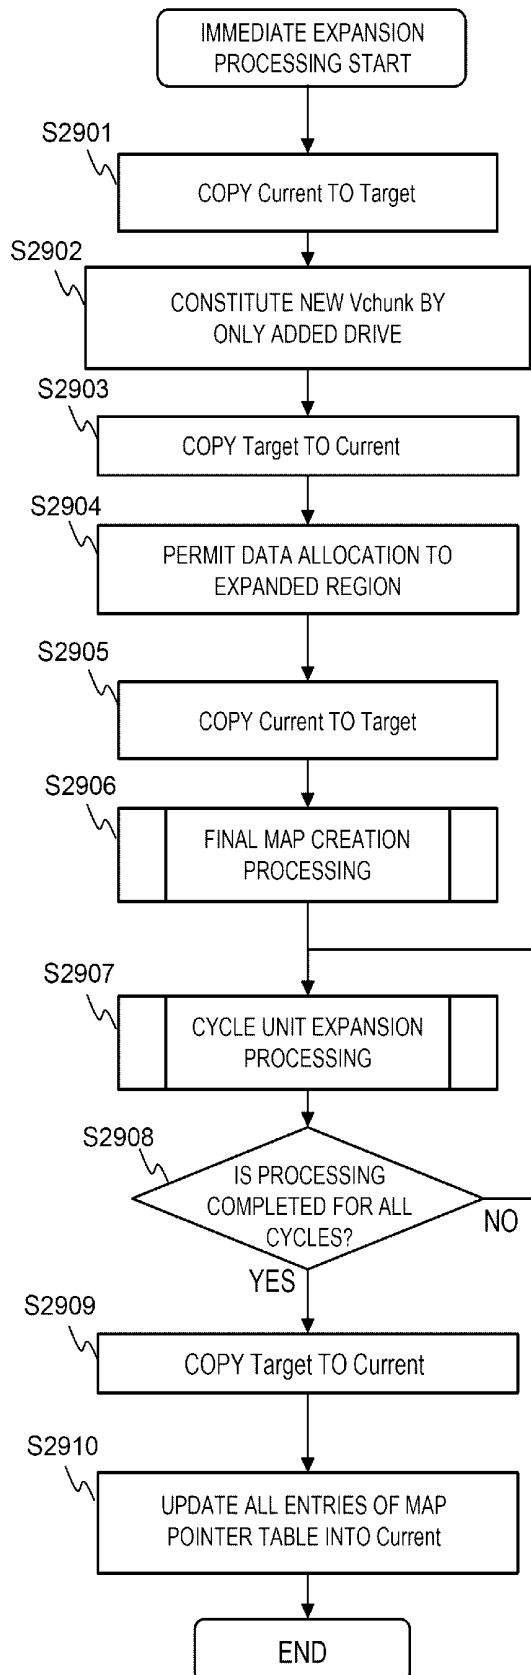 IMMEDIATE EXPANSION
PROCESSING START
S2901
COPY Current TO Target
S2902
CONSTITUTE NEW Vchunk BY
ONLY ADDED DRIVE
S2903
COPY Target TO Current
S2904
PERMIT DATA ALLOCATION TO
EXPANDED REGION
S2905
COPY Current TO Target
S2906
FINAL MAP CREATION
PROCESSING
S2907
CYCLE UNIT EXPANSION
PROCESSING
S2908
IS PROCESSING
COMPLETED FOR ALL
CYCLES?
NO
YES
S2909
COPY Target TO Current
S2910
UPDATE ALL ENTRIES OF MAP
POINTER TABLE INTO Current
END